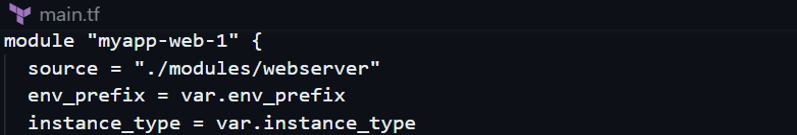 main.tf
module "myapp-web-1" {
  source = "./modules/webserver"
  env_prefix = var.env_prefix
  instance_type = var.instance_type